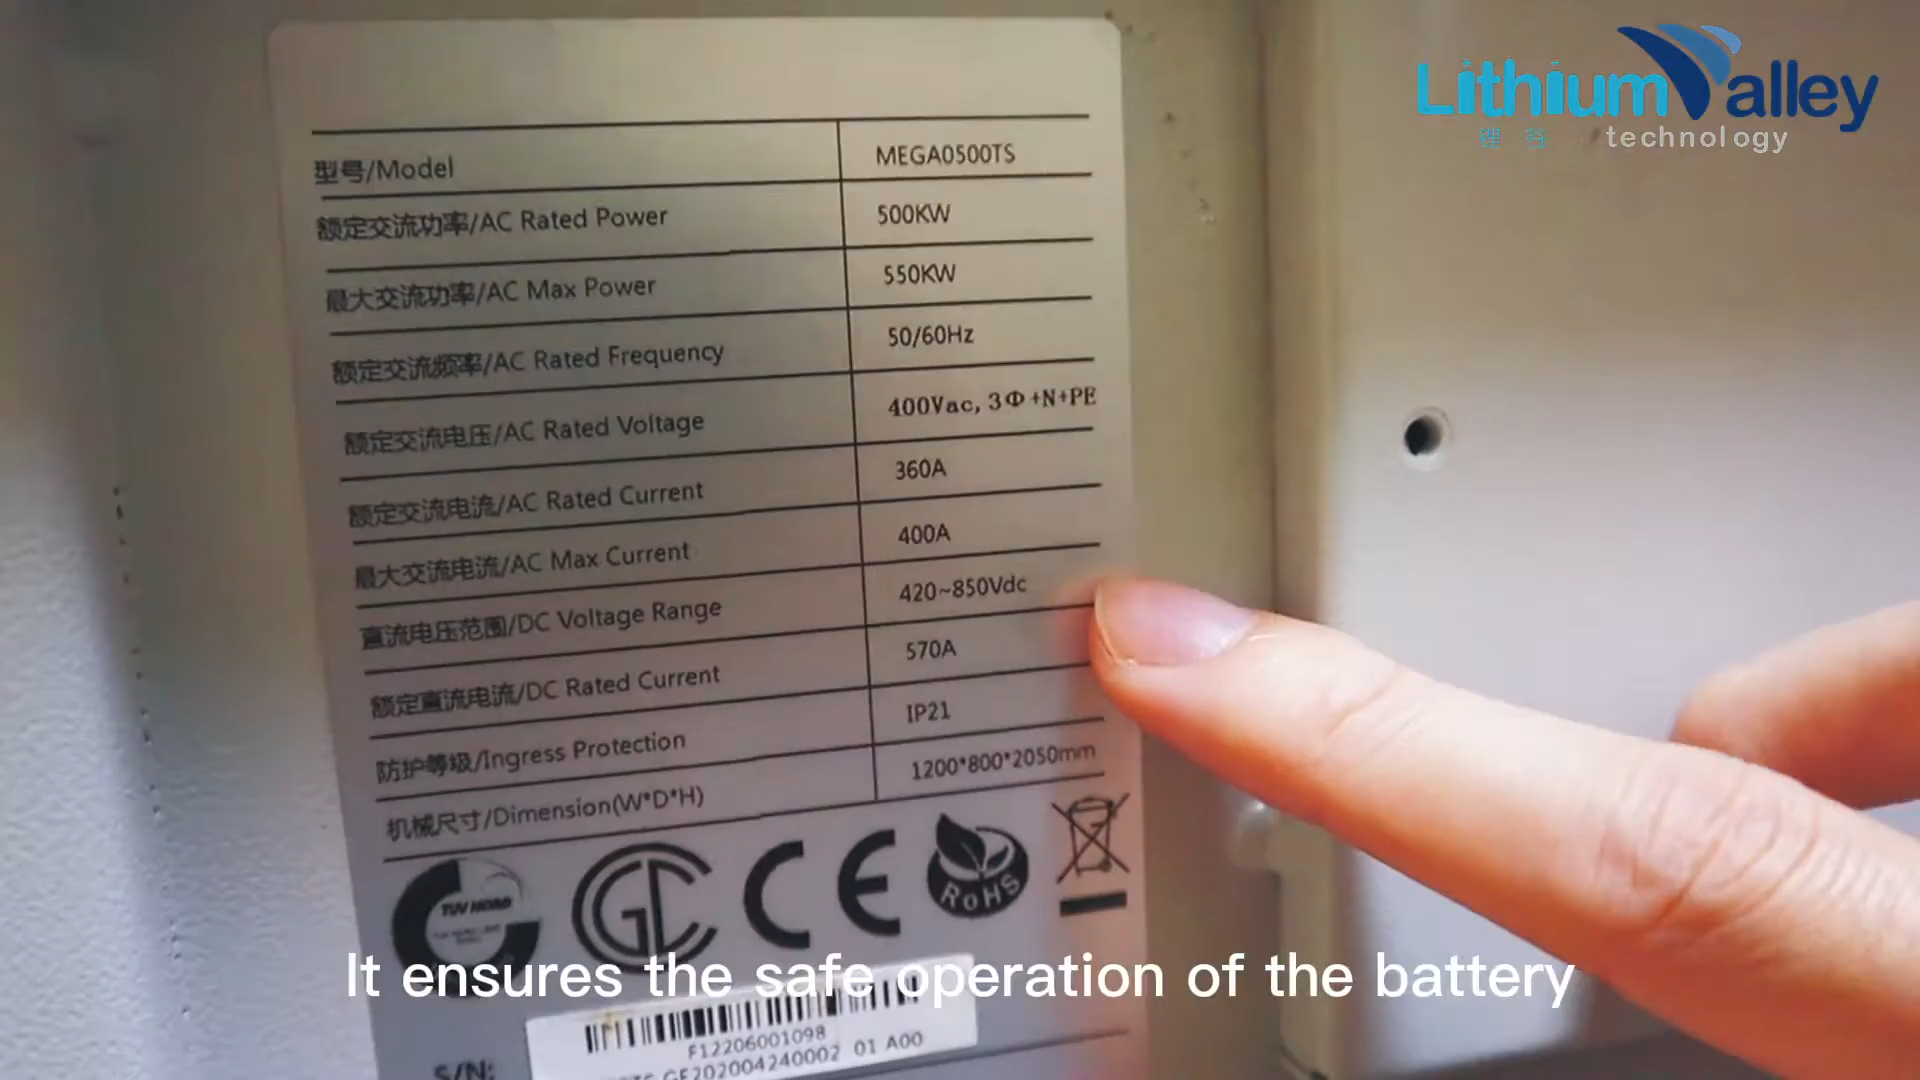 Lithium Valley
锂谷 technology
型号/Model MEGA0500TS
额定交流功率/AC Rated Power 500KW
最大交流功率/AC Max Power 550KW
额定交流频率/AC Rated Frequency 50/60Hz
额定交流电压/AC Rated Voltage 400Vac, 3Φ+N+PE
额定交流电流/AC Rated Current 360A
最大交流电流/AC Max Current 400A
直流电压范围/DC Voltage Range 420~850Vdc
额定直流电流/DC Rated Current 570A
防护等级/Ingress Protection IP21
机械尺寸/Dimension(W*D*H) 1200*800*2050mm
TUV NORD
CE
RoHS
It ensures the safe operation of the battery
F12206001098
S/N: GF202004240002 01 A00